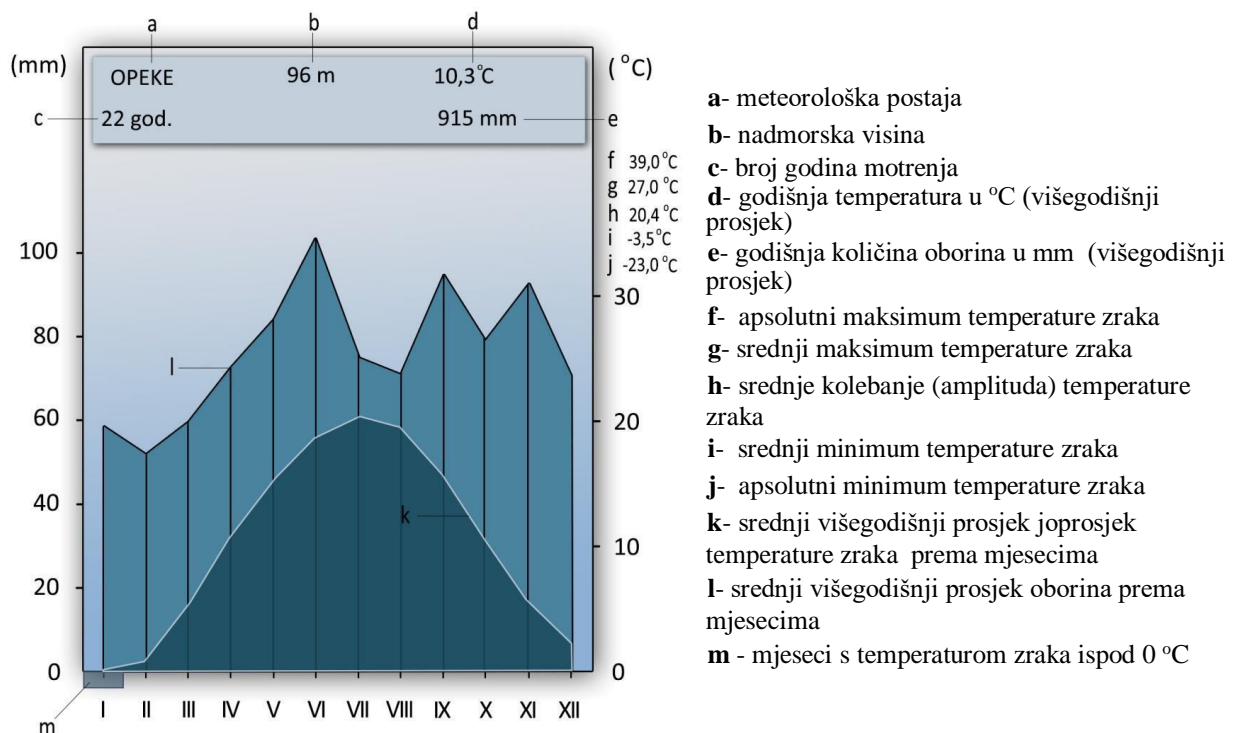 a b d
(mm) (°C)
OPEKE 96 m 10,3°C
c 22 god. 915 mm e
f 39,0°C
g 27,0°C
h 20,4°C
i -3,5°C
j -23,0°C
100
30
80
l
60 20
40
k
10
20
0 0
I II III IV V VI VII VIII IX X XI XII
m
a- meteorološka postaja
b- nadmorska visina
c- broj godina motrenja
d- godišnja temperatura u °C (višegodišnji
prosjek)
e- godišnja količina oborina u mm (višegodišnji
prosjek)
f- apsolutni maksimum temperature zraka
g- srednji maksimum temperature zraka
h- srednje kolebanje (amplituda) temperature
zraka
i- srednji minimum temperature zraka
j- apsolutni minimum temperature zraka
k- srednji višegodišnji prosjek joprosjek
temperature zraka prema mjesecima
l- srednji višegodišnji prosjek oborina prema
mjesecima
m - mjeseci s temperaturom zraka ispod 0 °C